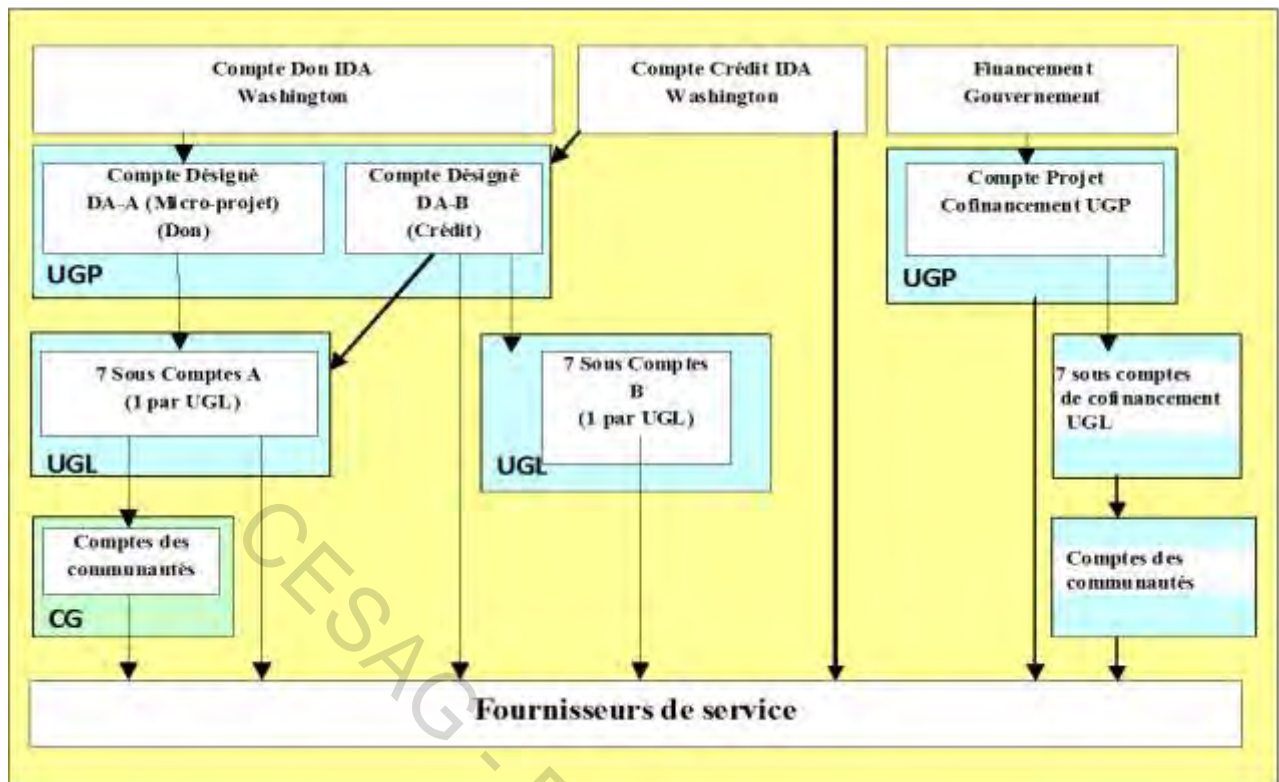 Compte Don IDA
Washington
Compte Crédit IDA
Washington
Financement
Gouvernement
Compte Désigné
DA-A (Micro-projet)
(Don)
Compte Désigné
DA-B
(Crédit)
UGP
Compte Projet
Cofinancement UGP
UGP
7 Sous Comptes A
(1 par UGL)
UGL
7 Sous Comptes
B
(1 par UGL)
UGL
7 sous comptes
de cofinancement
UGL
Comptes des
communautés
CG
Comptes des
communautés
Fournisseurs de service
CESAG -